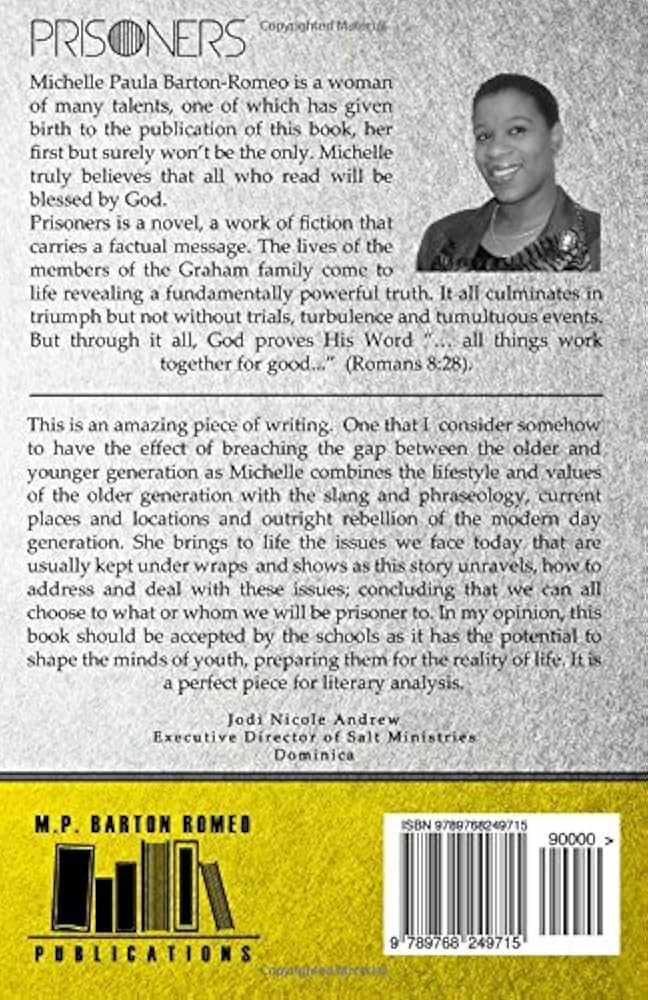 PRISONERS
Copyrighted Material
Michelle Paula Barton-Romeo is a woman
of many talents, one of which has given
birth to the publication of this book, her
first but surely won't be the only. Michelle
truly believes that all who read will be
blessed by God.
Prisoners is a novel, a work of fiction that
carries a factual message. The lives of the
members of the Graham family come to
life revealing a fundamentally powerful truth. It all culminates in
triumph but not without trials, turbulence and tumultuous events.
But through it all, God proves His Word "... all things work
together for good..." (Romans 8:28).
This is an amazing piece of writing. One that I consider somehow
to have the effect of breaching the gap between the older and
younger generation as Michelle combines the lifestyle and values
of the older generation with the slang and phraseology, current
places and locations and outright rebellion of the modern day
generation. She brings to life the issues we face today that are
usually kept under wraps and shows as this story unravels, how to
address and deal with these issues; concluding that we can all
choose to what or whom we will be prisoner to. In my opinion, this
book should be accepted by the schools as it has the potential to
shape the minds of youth, preparing them for the reality of life. It is
a perfect piece for literary analysis.
Jodi Nicole Andrew
Executive Director of Salt Ministries
Dominica
M.P. BARTON ROMEO
PUBLICATIONS
ISBN 9789768249715
90000 >
9 789768 249715
Copyrighted Material